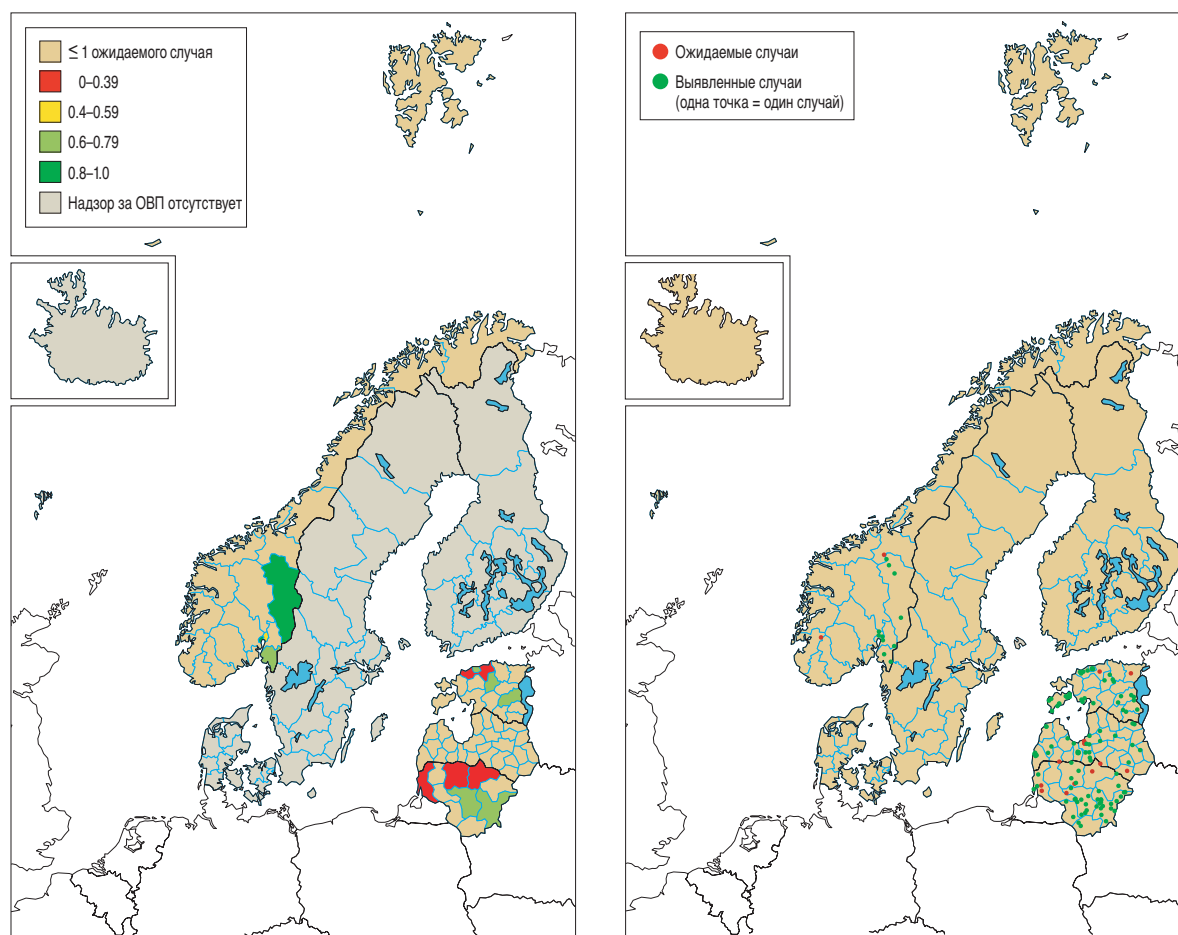 ≤ 1 ожидаемого случая
0–0.39
0.4–0.59
0.6–0.79
0.8–1.0
Надзор за ОВП отсутствует
Ожидаемые случаи
Выявленные случаи
(одна точка = один случай)